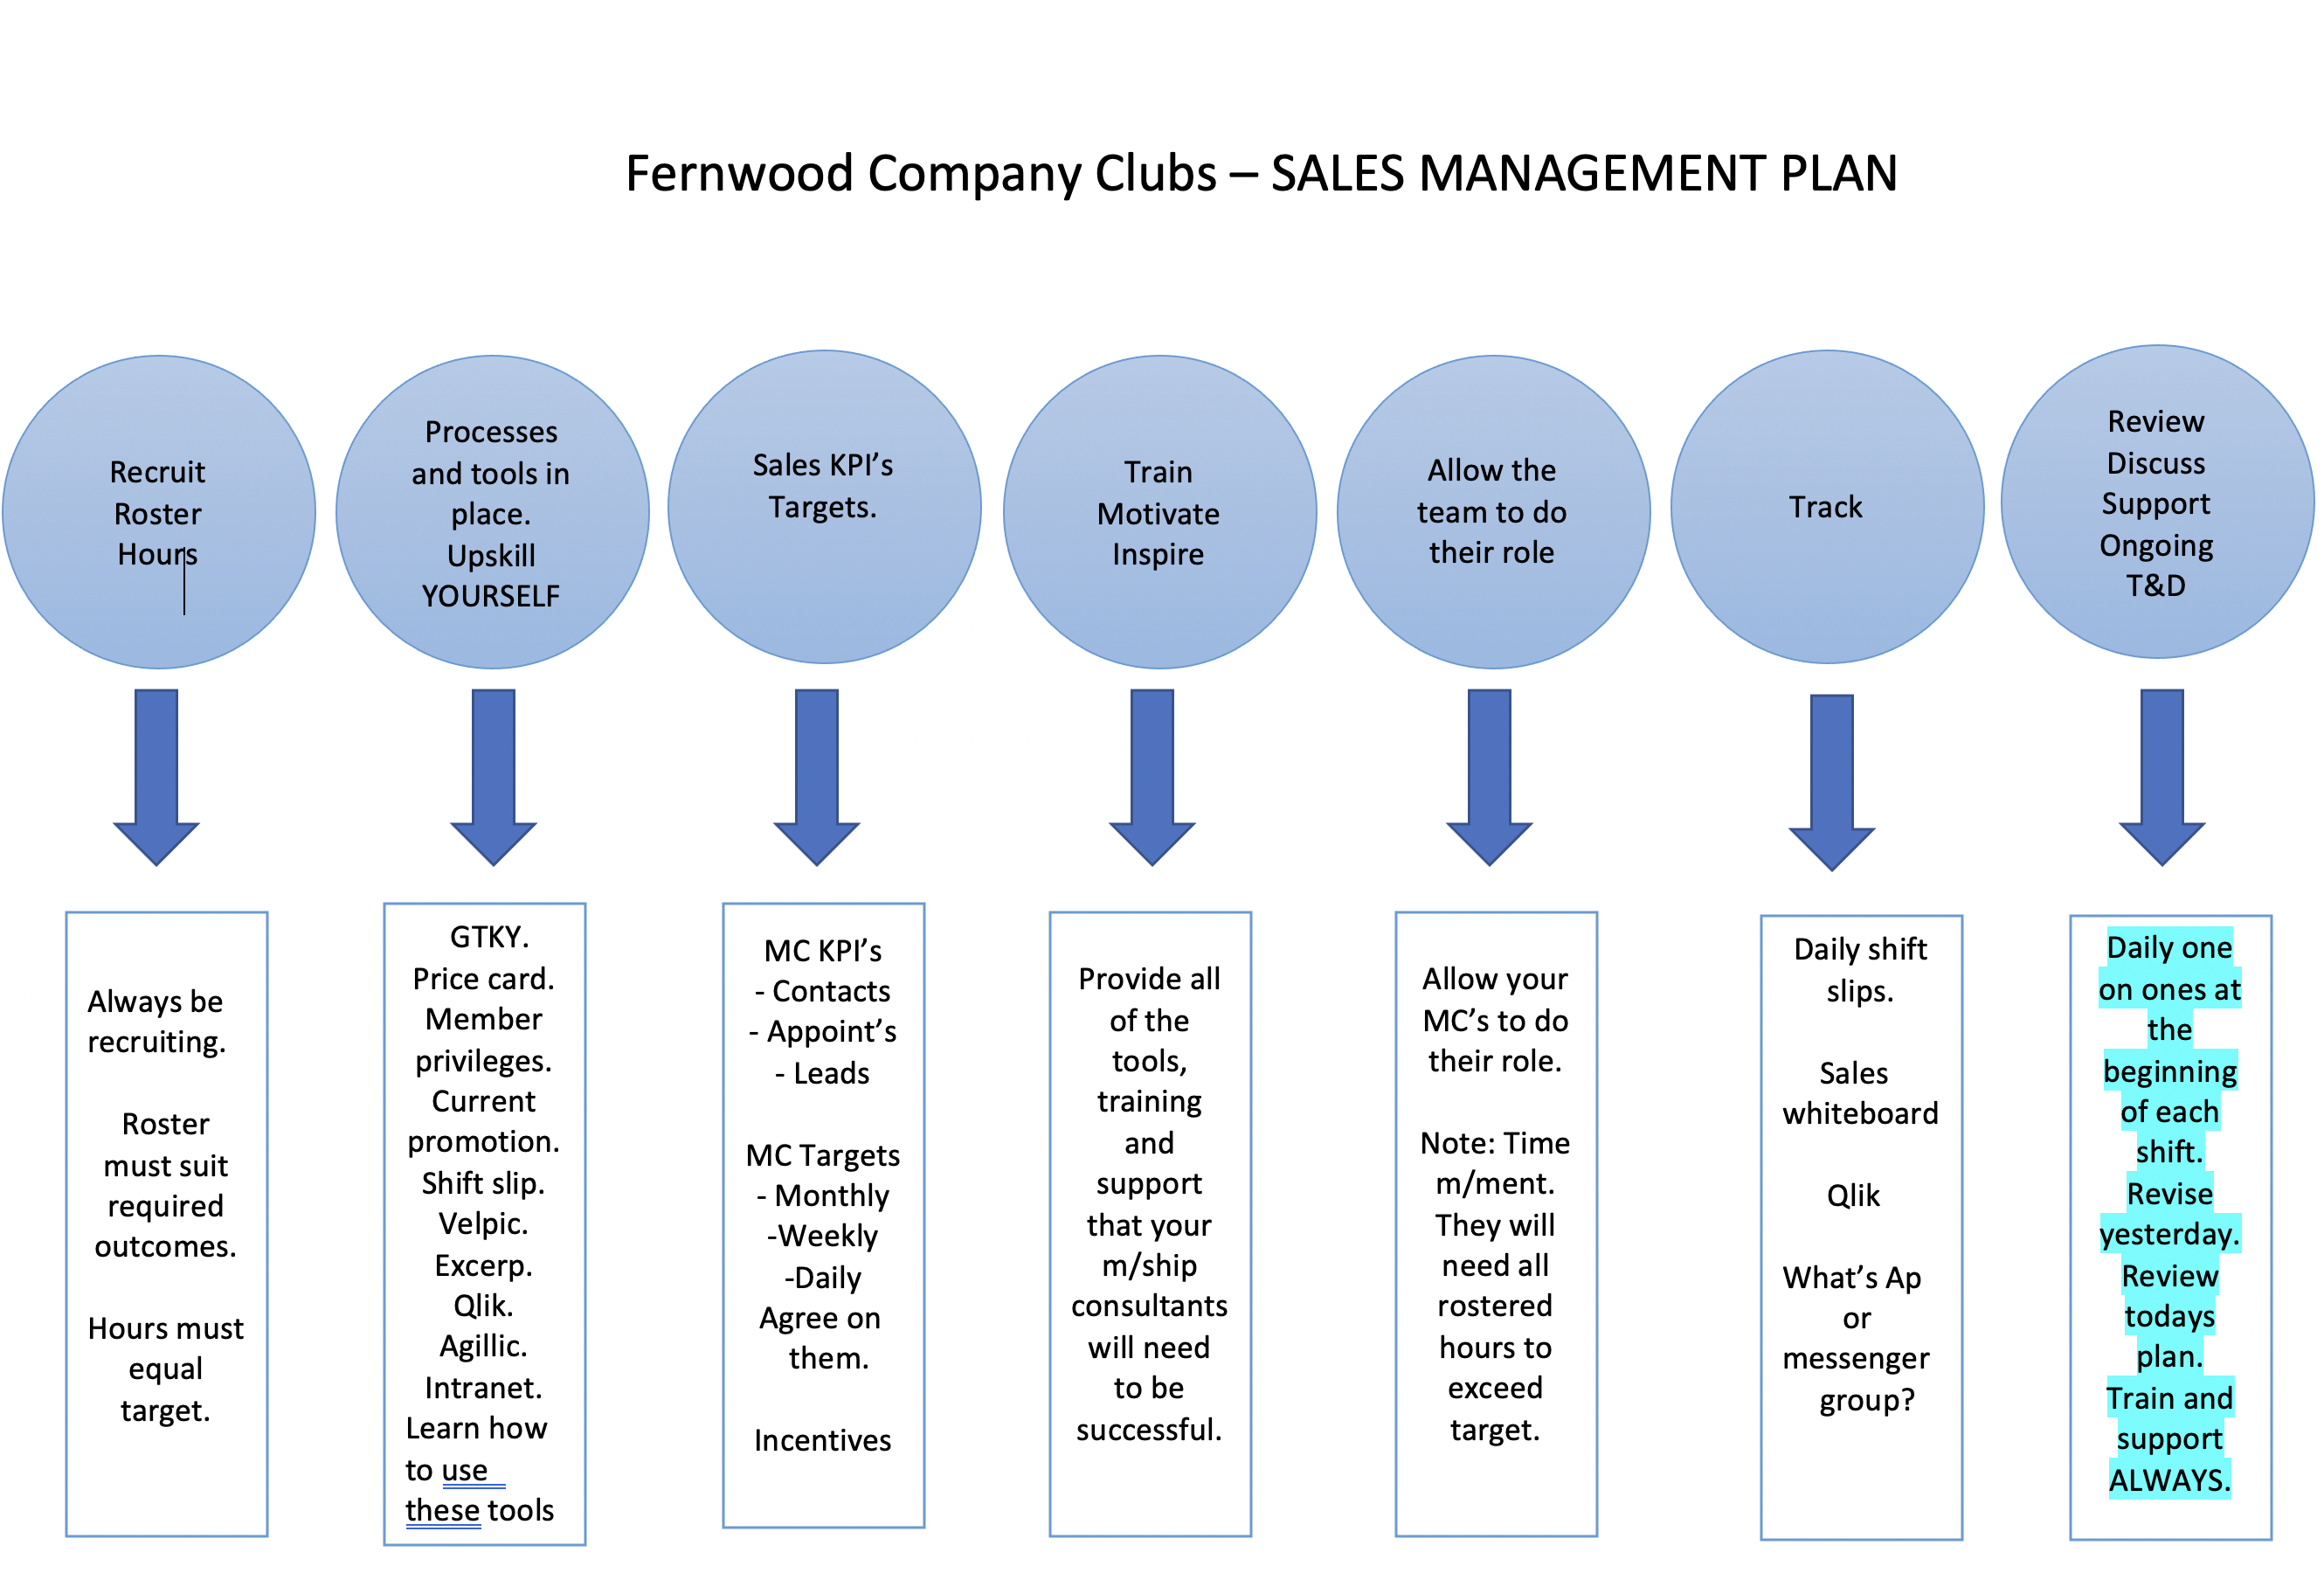 Fernwood Company Clubs – SALES MANAGEMENT PLAN
Recruit
Roster
Hours
Processes
and tools in
place.
Upskill
YOURSELF
Sales KPI’s
Targets.
Train
Motivate
Inspire
Allow the
team to do
their role
Track
Review
Discuss
Support
Ongoing
T&D
Always be
recruiting.
Roster
must suit
required
outcomes.
Hours must
equal
target.
GTKY.
Price card.
Member
privileges.
Current
promotion.
Shift slip.
Velpic.
Excerp.
Qlik.
Agillic.
Intranet.
Learn how
to use
these tools
MC KPI’s
- Contacts
- Appoint’s
- Leads
MC Targets
- Monthly
-Weekly
-Daily
Agree on
them.
Incentives
Provide all
of the
tools,
training
and
support
that your
m/ship
consultants
will need
to be
successful.
Allow your
MC’s to do
their role.
Note: Time
m/ment.
They will
need all
rostered
hours to
exceed
target.
Daily shift
slips.
Sales
whiteboard
Qlik
What’s Ap
or
messenger
group?
Daily one
on ones at
the
beginning
of each
shift.
Revise
yesterday.
Review
todays
plan.
Train and
support
ALWAYS.